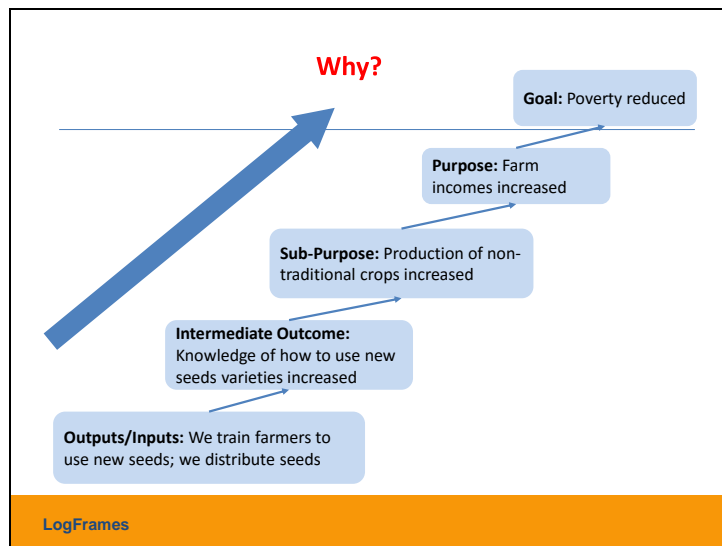 Why?
Goal: Poverty reduced
Purpose: Farm
incomes increased
Sub-Purpose: Production of non-
traditional crops increased
Intermediate Outcome:
Knowledge of how to use new
seeds varieties increased
Outputs/Inputs: We train farmers to
use new seeds; we distribute seeds
LogFrames